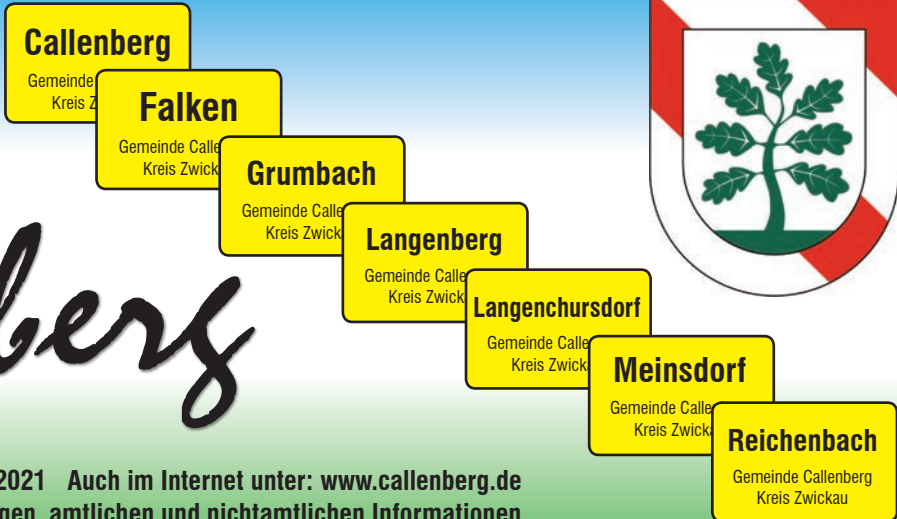 Callenberg
Gemeinde
Kreis Z
Falken
Gemeinde Calle
Kreis Zwick
Grumbach
Gemeinde Calle
Kreis Zwick
Langenberg
Gemeinde Calle
Kreis Zwick
Langenchursdorf
Gemeinde Calle
Kreis Zwick
Meinsdorf
Gemeinde Calle
Kreis Zwick
Reichenbach
Gemeinde Callenberg
Kreis Zwickau
berg
2021 Auch im Internet unter: www.callenberg.de
gen, amtlichen und nichtamtlichen Informationen